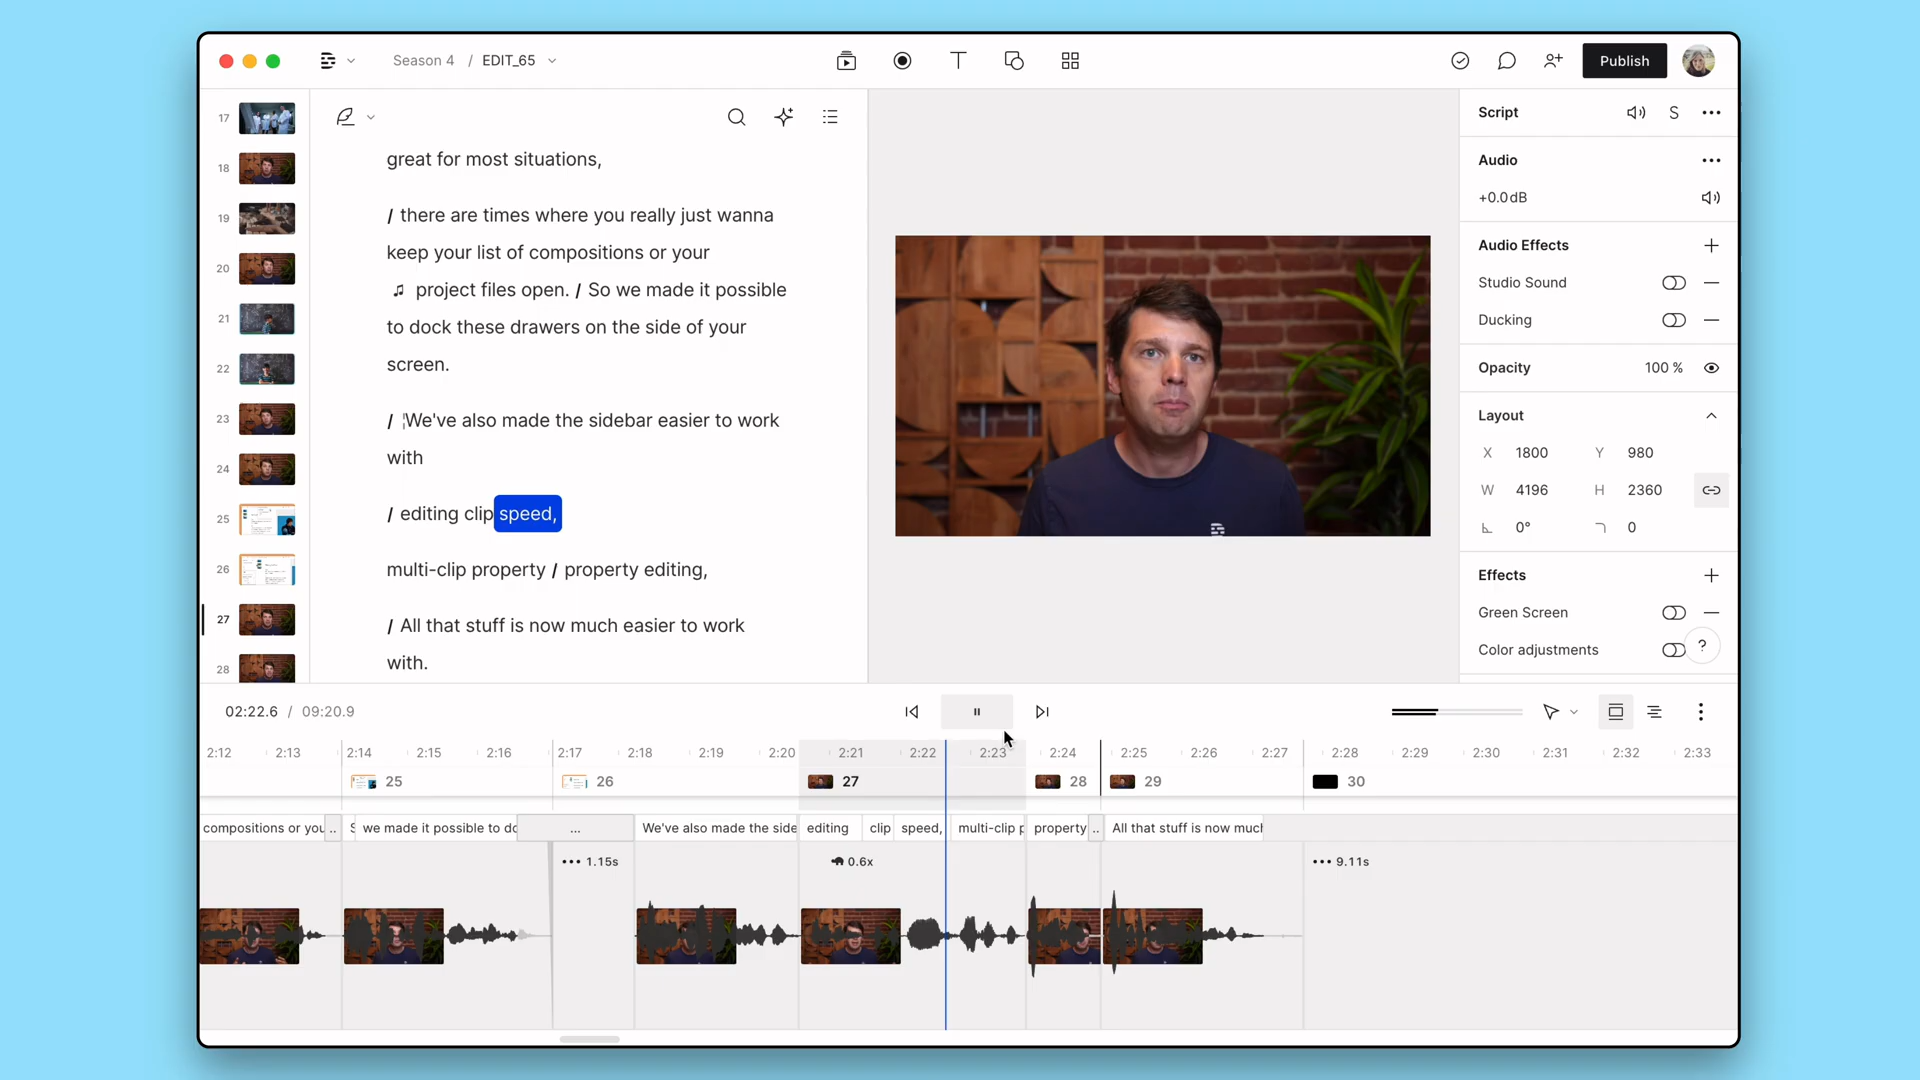 Season 4 / EDIT_65
Publish
17
18
19
20
21
22
23
24
25
26
27
28
great for most situations,
/ there are times where you really just wanna
keep your list of compositions or your
♫ project files open. / So we made it possible
to dock these drawers on the side of your
screen.
/ ¦We've also made the sidebar easier to work
with
/ editing clip speed,
multi-clip property / property editing,
/ All that stuff is now much easier to work
with.
Script S
Audio
+0.0dB
Audio Effects
Studio Sound
Ducking
Opacity 100 %
Layout
X 1800 Y 980
W 4196 H 2360
0° 0
Effects
Green Screen
Color adjustments
?
02:22.6 / 09:20.9
2:12 2:13 2:14 2:15 2:16 2:17 2:18 2:19 2:20 2:21 2:22 2:23 2:24 2:25 2:26 2:27 2:28 2:29 2:30 2:31 2:32 2:33
25 26 27 28 29 30
compositions or you .. S we made it possible to do ... We've also made the side editing clip speed, multi-clip p property .. All that stuff is now much
1.15s 0.6x 9.11s